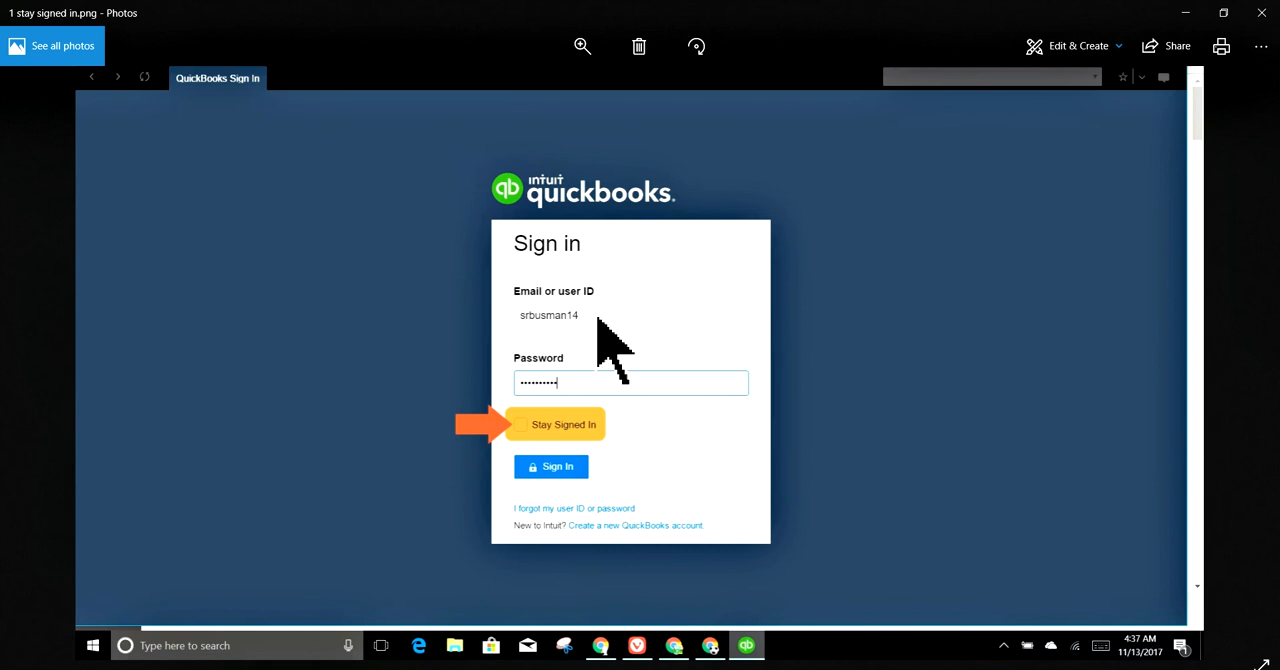 1 stay signed in.png - Photos
See all photos
Edit & Create
Share
QuickBooks Sign In
qb
intuit
quickbooks.
Sign in
Email or user ID
srbusman14
Password
••••••••••
Stay Signed In
Sign In
I forgot my user ID or password
New to Intuit? Create a new QuickBooks account.
Type here to search
4:37 AM
11/13/2017
1